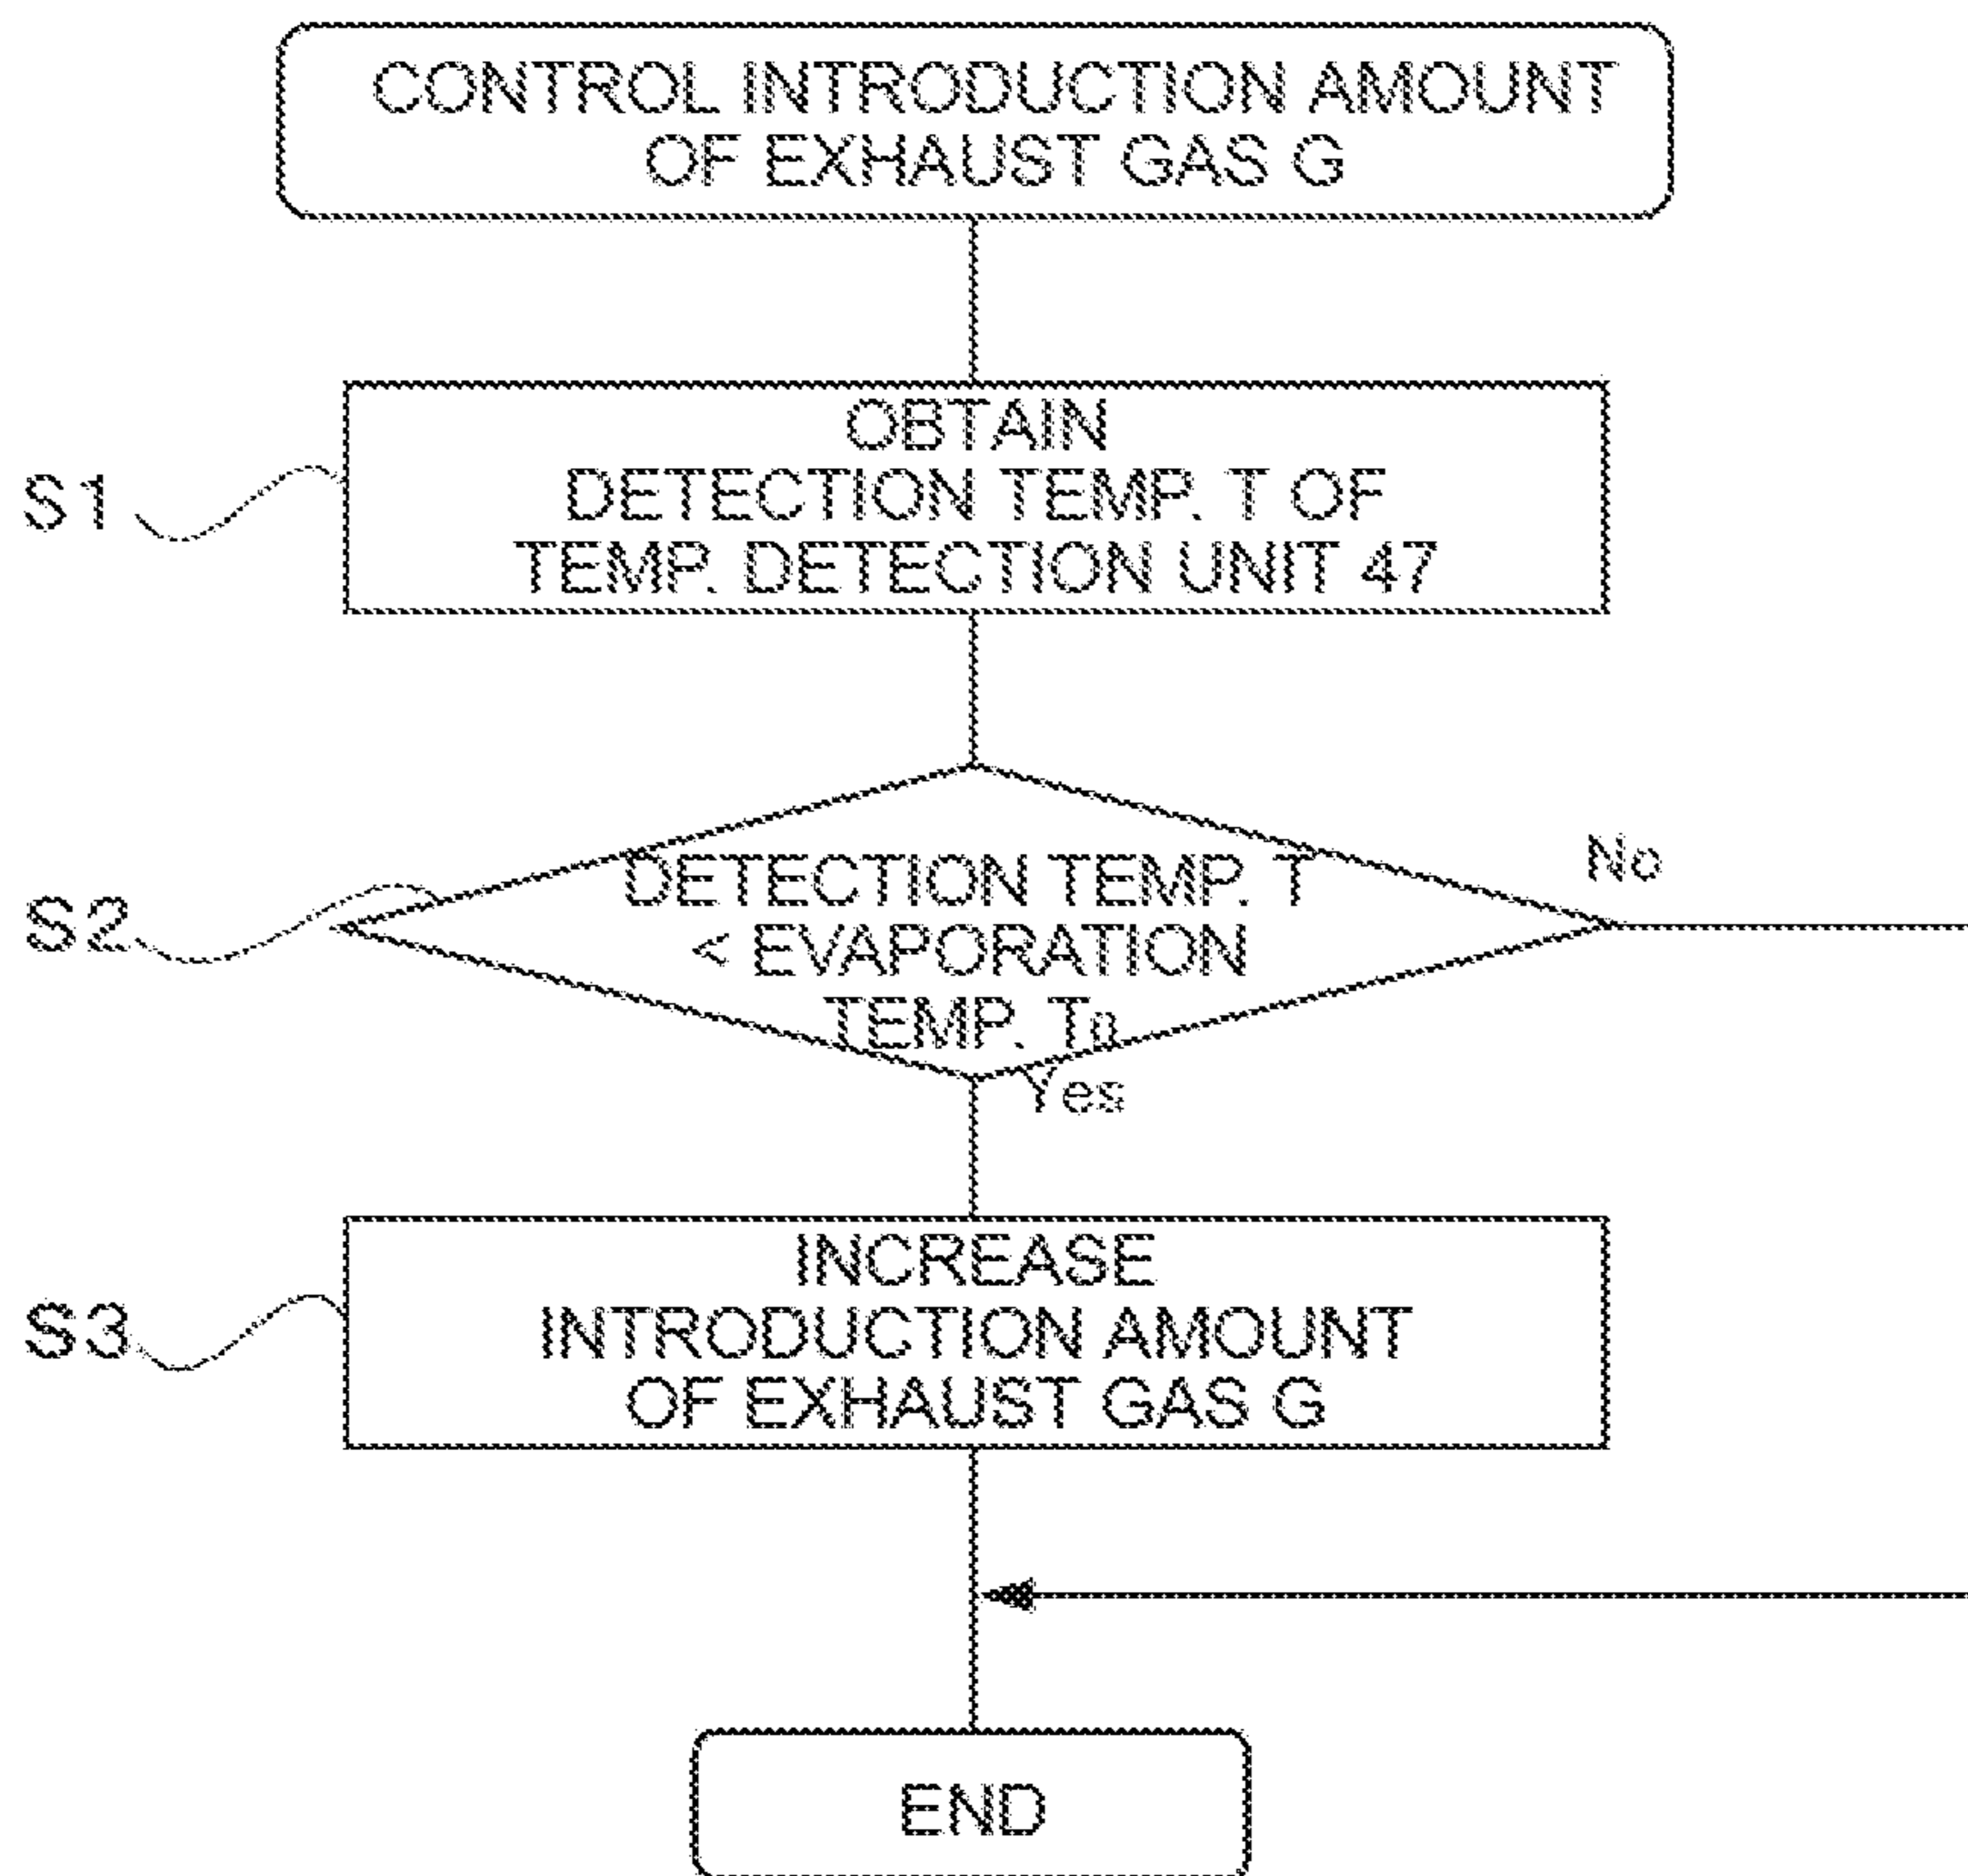 CONTROL INTRODUCTION AMOUNT
OF EXHAUST GAS G
S1
OBTAIN
DETECTION TEMP. T OF
TEMP. DETECTION UNIT 47
S2
DETECTION TEMP. T
< EVAPORATION
TEMP. Tn
No
Yes
S3
INCREASE
INTRODUCTION AMOUNT
OF EXHAUST GAS G
END